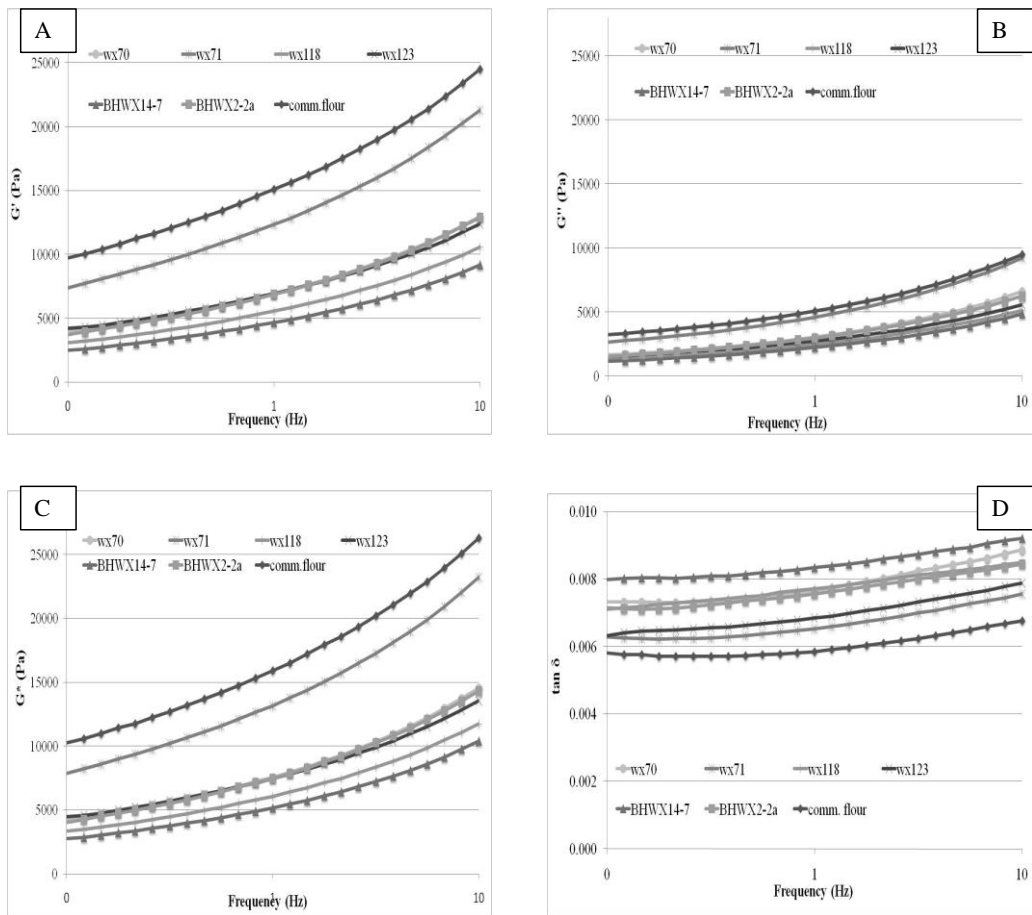 A
wx70 wx71 wx118 wx123
BHWX14-7 BHWX2-2a comm.flour
25000
20000
15000
10000
5000
0
G' (Pa)
0 1 10
Frequency (Hz)
B
wx70 wx71 wx118 wx123
BHWX14-7 BHWX2-2a comm.flour
25000
20000
15000
10000
5000
0
G'' (Pa)
0 1 10
Frequency (Hz)
C
wx70 wx71 wx118 wx123
BHWX14-7 BHWX2-2a comm.flour
25000
20000
15000
10000
5000
0
G* (Pa)
0 1 10
Frequency (Hz)
D
0.010
0.008
0.006
0.004
0.002
0.000
tan δ
wx70 wx71 wx118 wx123
BHWX14-7 BHWX2-2a comm. flour
0 1 10
Frequency (Hz)